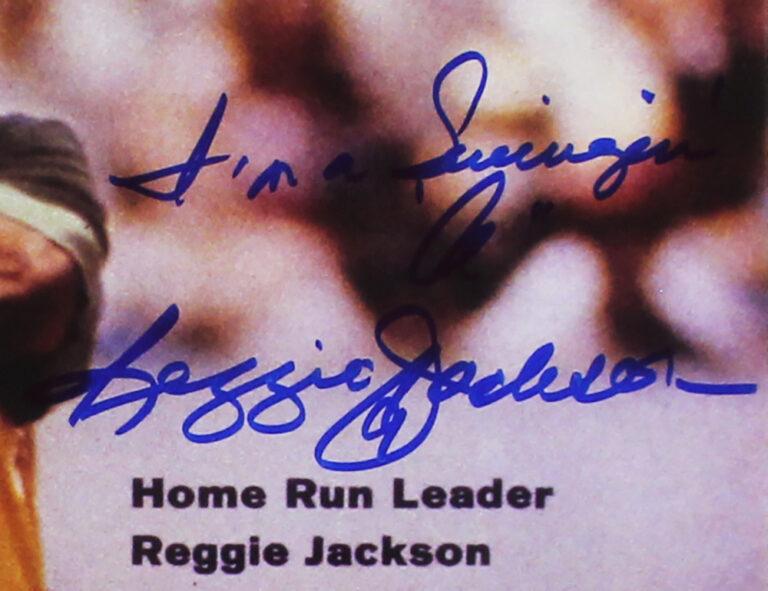 I'm a Swingin'
A"
Reggie Jackson
Home Run Leader
Reggie Jackson